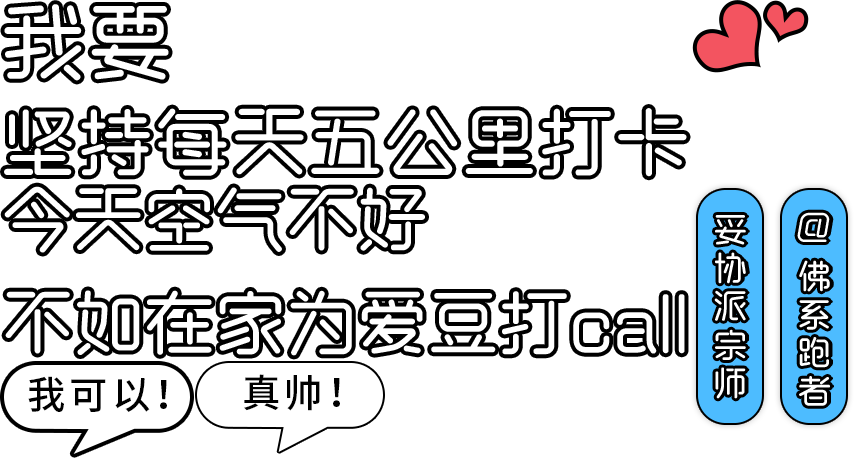 我要
坚持每天五公里打卡
今天空气不好
不如在家为爱豆打call
我可以！
真帅！
妥协派宗师
@佛系跑者